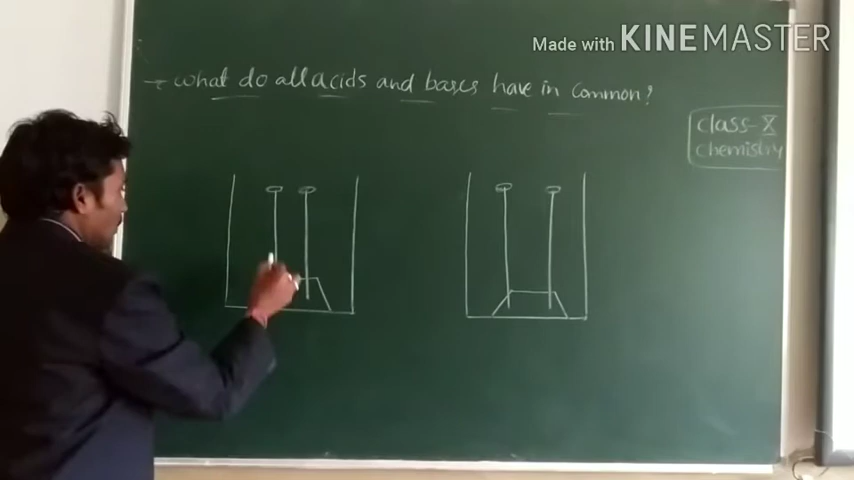 Made with KINEMASTER
→ What do all acids and bases have in common?
class-X
chemistry